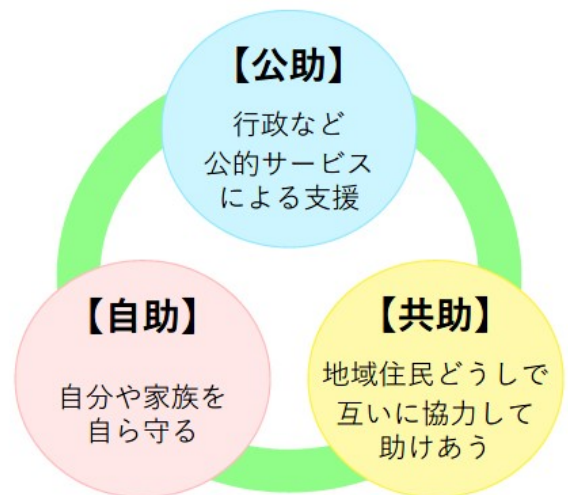 【公助】
行政など
公的サービス
による支援
【自助】
自分や家族を
自ら守る
【共助】
地域住民どうしで
互いに協力して
助けあう